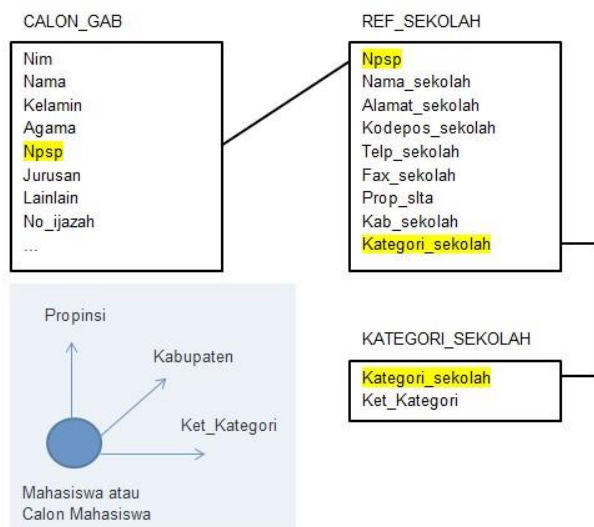 CALON_GAB
Nim
Nama
Kelamin
Agama
Npsp
Jurusan
Lainlain
No_ijazah
...
REF_SEKOLAH
Npsp
Nama_sekolah
Alamat_sekolah
Kodepos_sekolah
Telp_sekolah
Fax_sekolah
Prop_slta
Kab_sekolah
Kategori_sekolah
KATEGORI_SEKOLAH
Kategori_sekolah
Ket_Kategori
Propinsi
Kabupaten
Ket_Kategori
Mahasiswa atau
Calon Mahasiswa